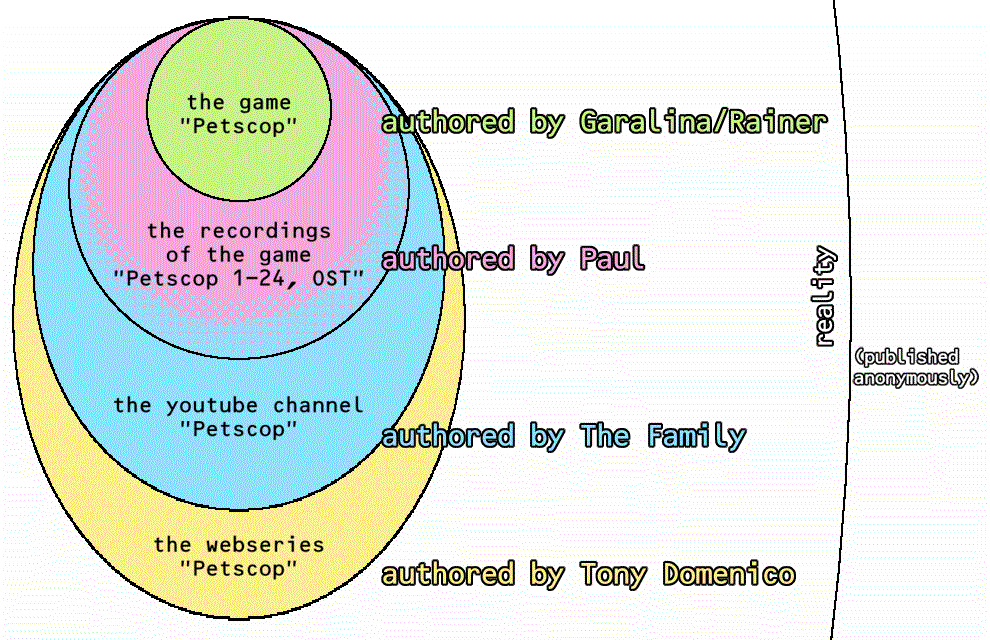 the game
"Petscop"
authored by Garalina/Rainer
the recordings
of the game
"Petscop 1-24, OST"
authored by Paul
reality
(published
anonymously)
the youtube channel
"Petscop"
authored by The Family
the webseries
"Petscop"
authored by Tony Domenico